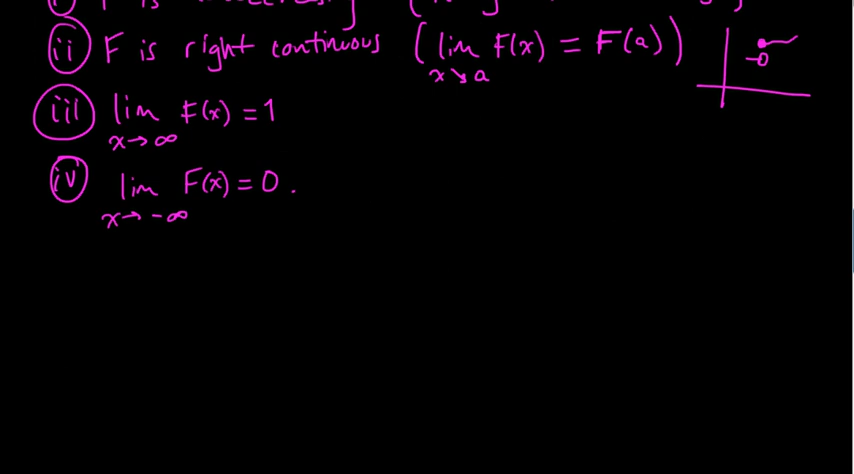 (ii) F is right continuous (lim F(x) = F(a))
x↘a
(iii) lim F(x) = 1
x→∞
(iv) lim F(x) = 0.
x→-∞